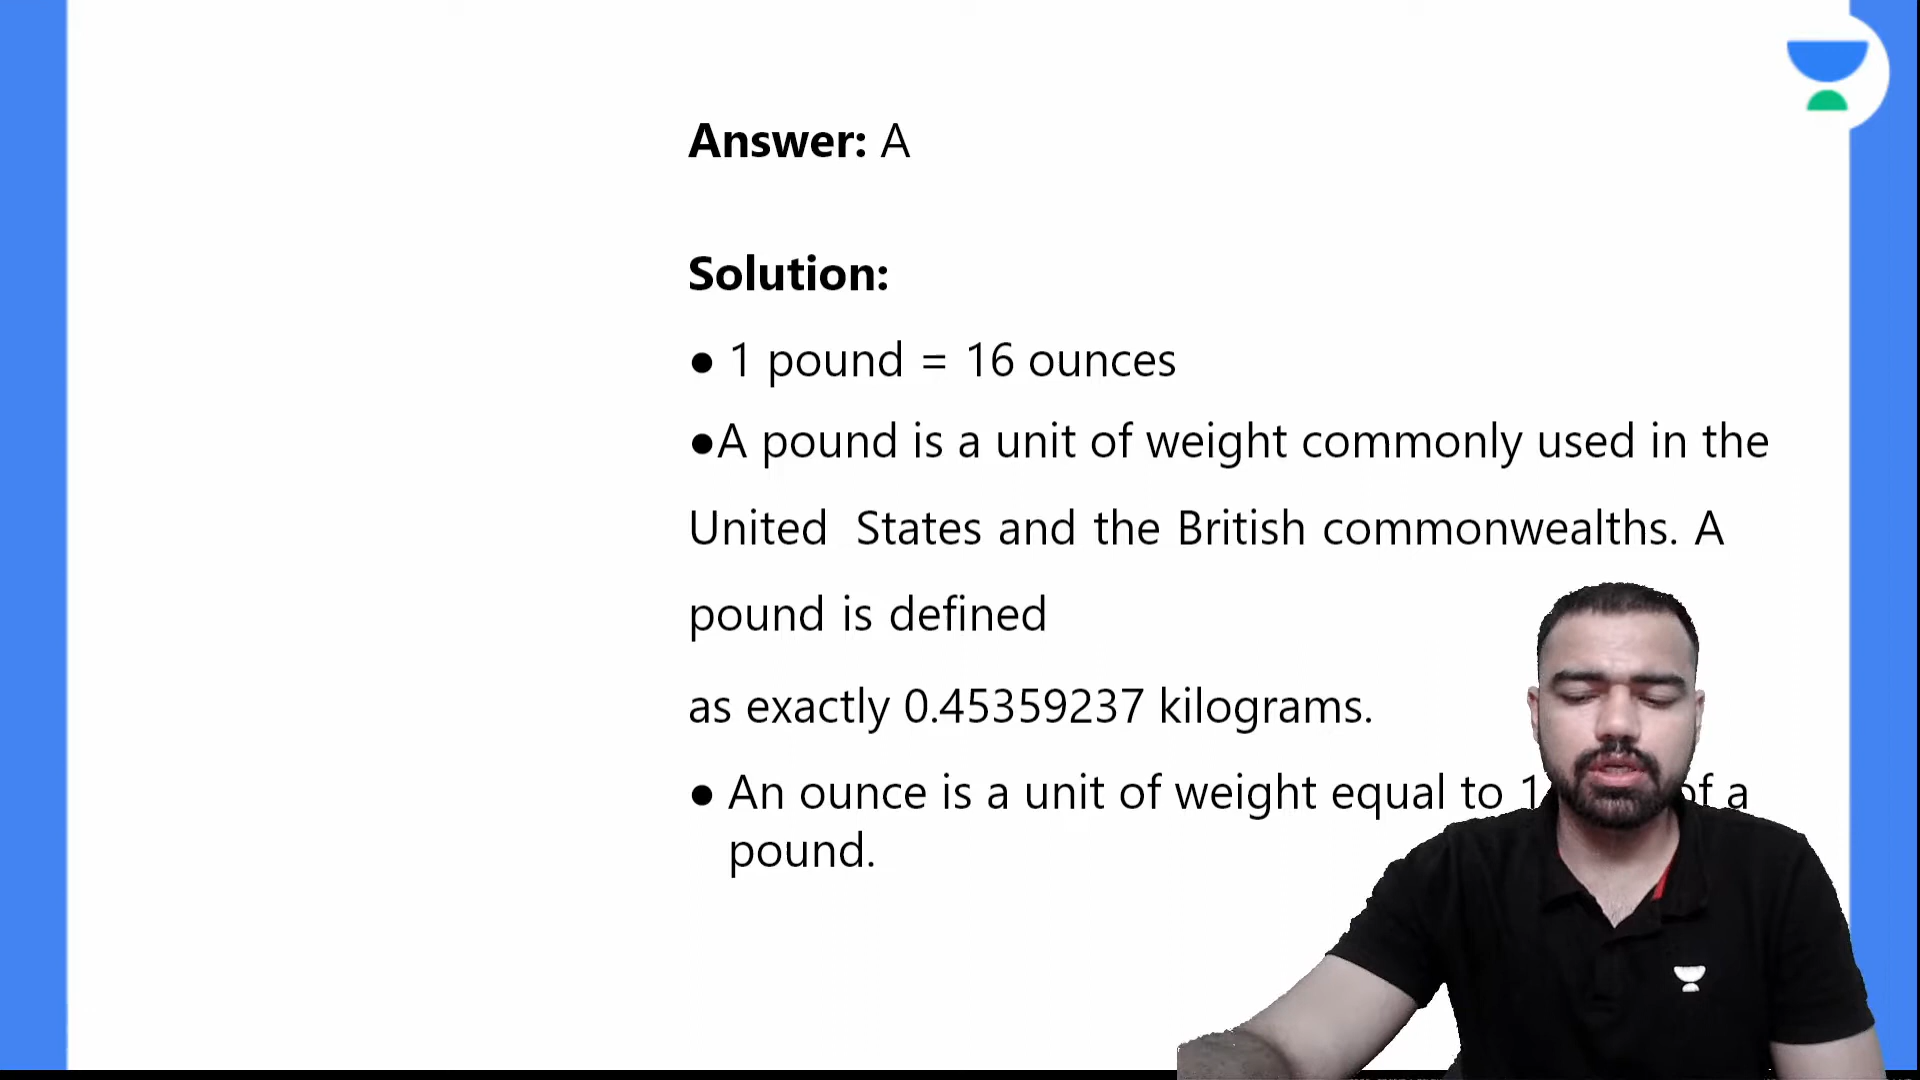 Answer: A
Solution:
● 1 pound = 16 ounces
●A pound is a unit of weight commonly used in the
United States and the British commonwealths. A
pound is defined
as exactly 0.45359237 kilograms.
● An ounce is a unit of weight equal to of a
pound.